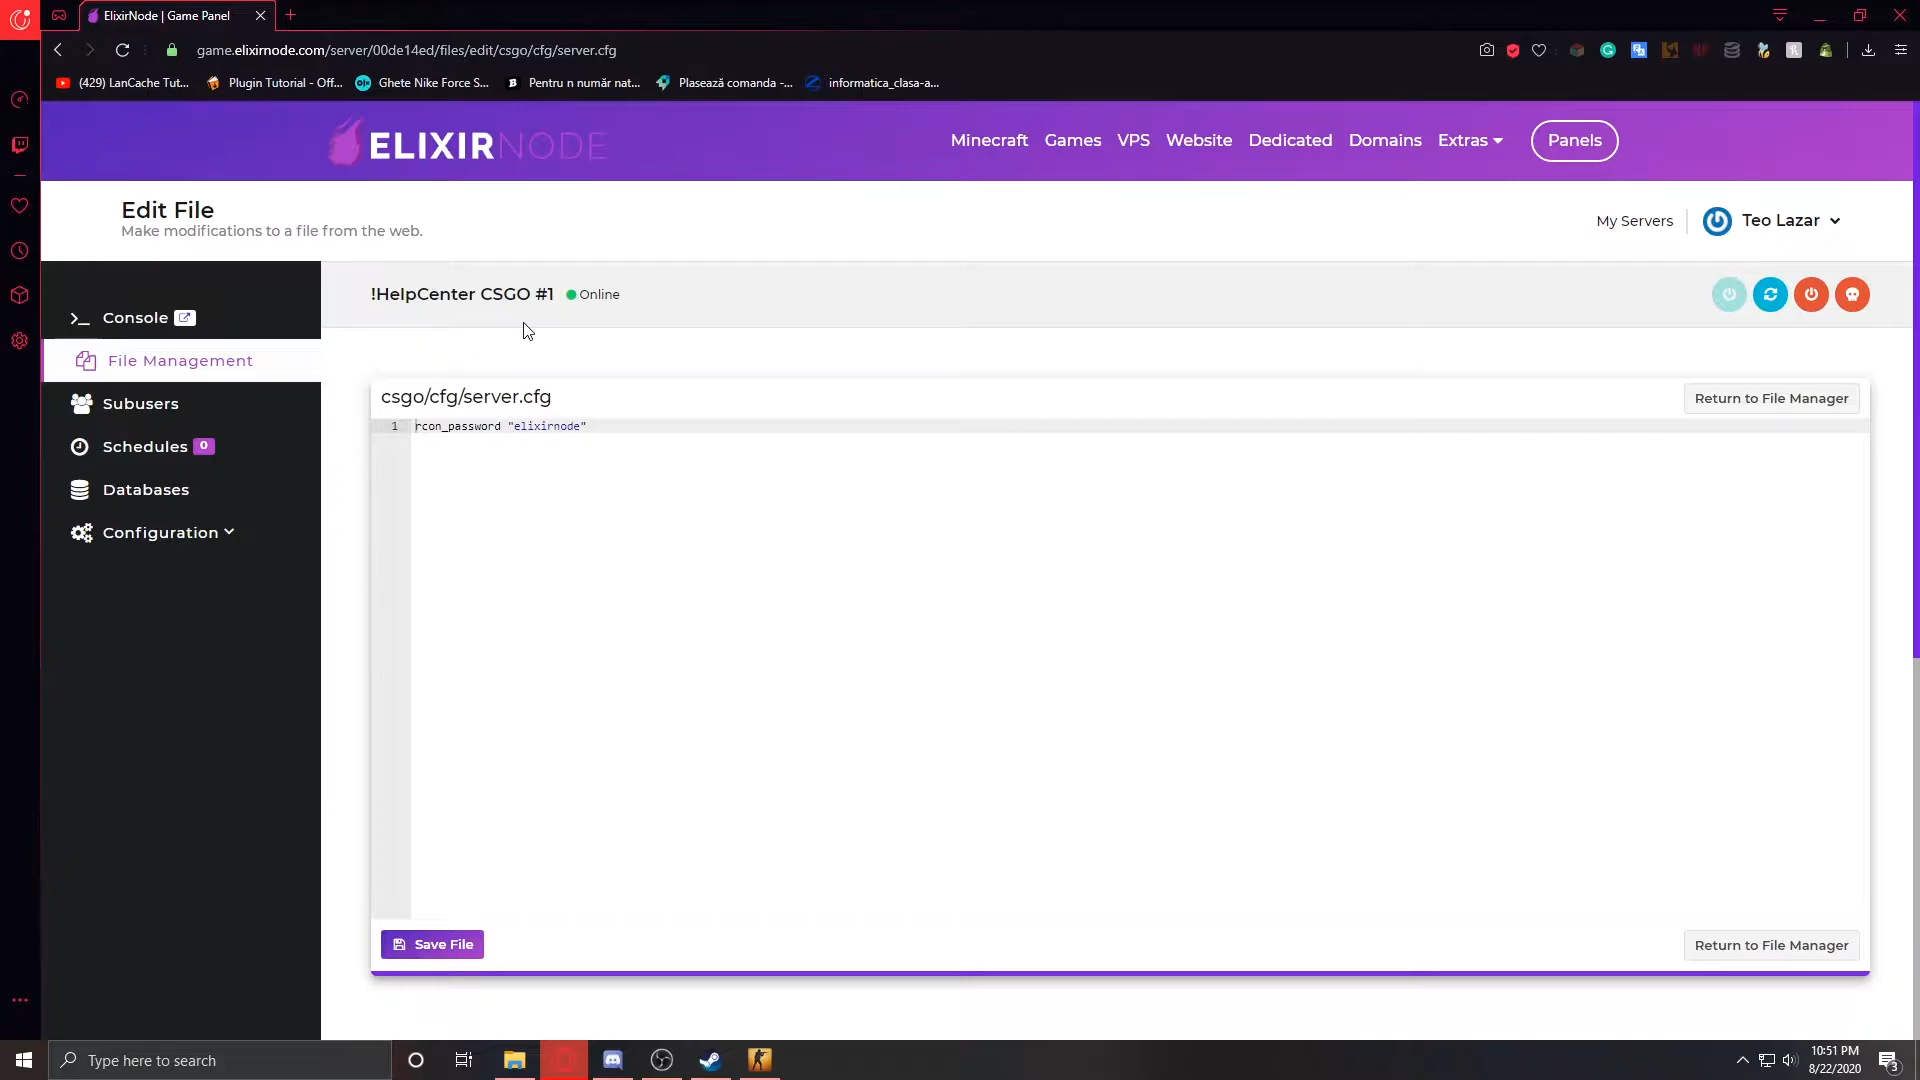 ElixirNode | Game Panel
game.elixirnode.com/server/00de14ed/files/edit/csgo/cfg/server.cfg
(429) LanCache Tut...
Plugin Tutorial - Off...
Ghete Nike Force S...
Pentru n număr nat...
Plasează comanda -...
informatica_clasa-a...
ELIXIRNODE
Minecraft
Games
VPS
Website
Dedicated
Domains
Extras
Panels
Edit File
Make modifications to a file from the web.
My Servers
Teo Lazar
Console
File Management
Subusers
Schedules 0
Databases
Configuration
!HelpCenter CSGO #1
Online
csgo/cfg/server.cfg
Return to File Manager
1
rcon_password "elixirnode"
Save File
Return to File Manager
Type here to search
10:51 PM
8/22/2020
3